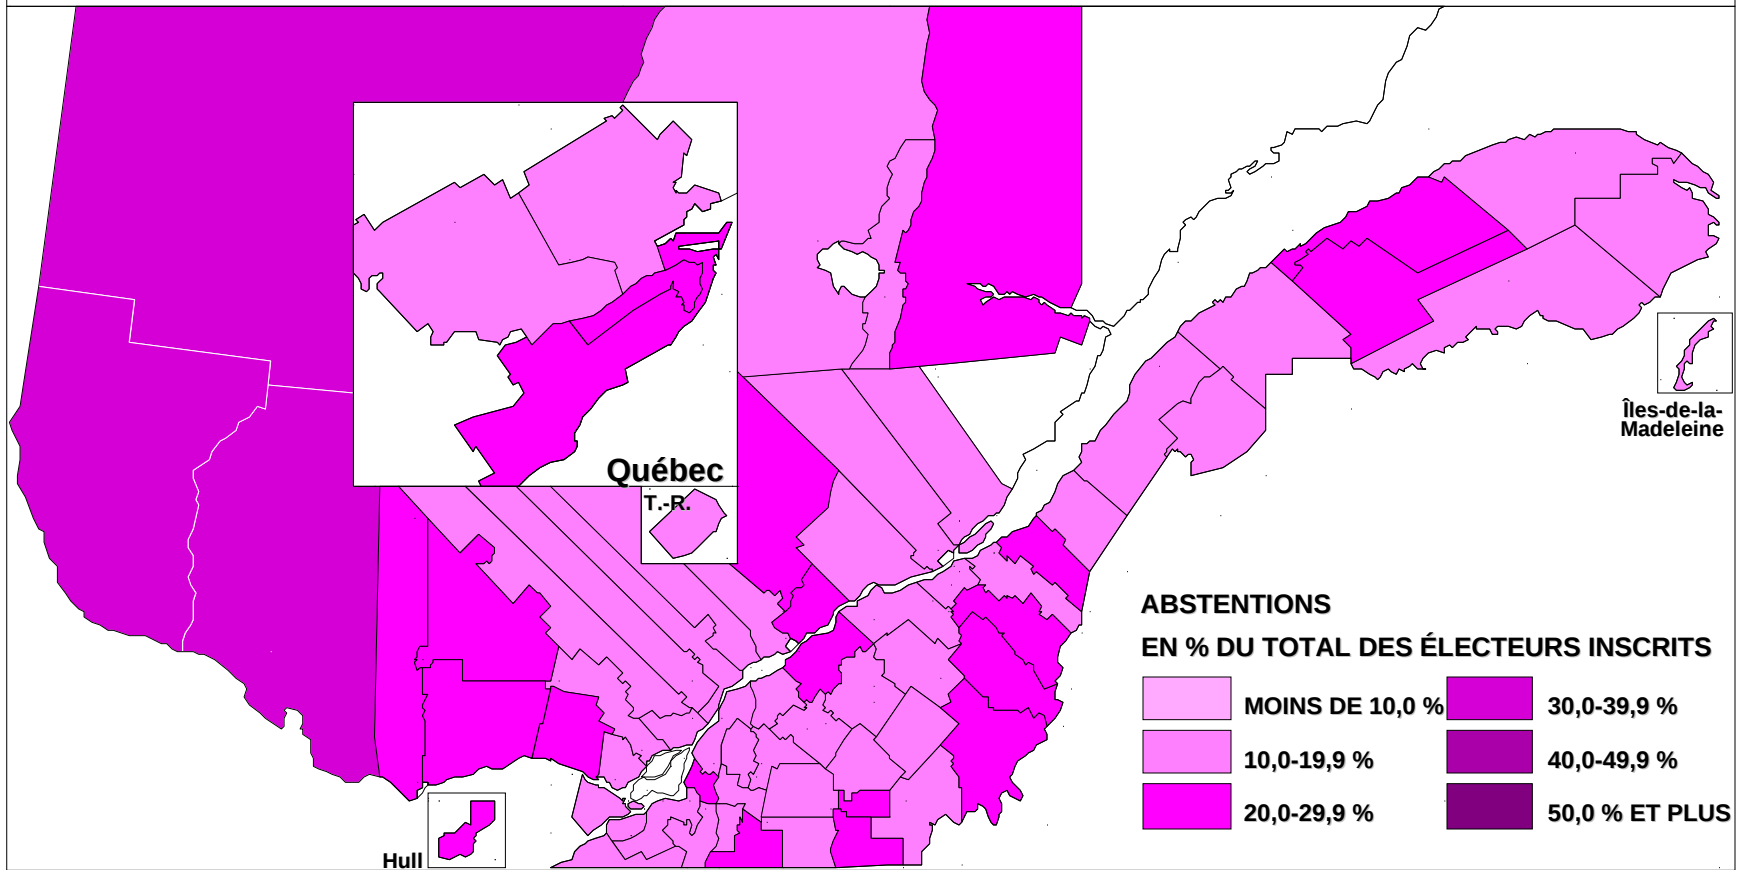 Québec
T.-R.
Îles-de-la-
Madeleine
ABSTENTIONS
EN % DU TOTAL DES ÉLECTEURS INSCRITS
MOINS DE 10,0 %
30,0-39,9 %
10,0-19,9 %
40,0-49,9 %
20,0-29,9 %
50,0 % ET PLUS
Hull